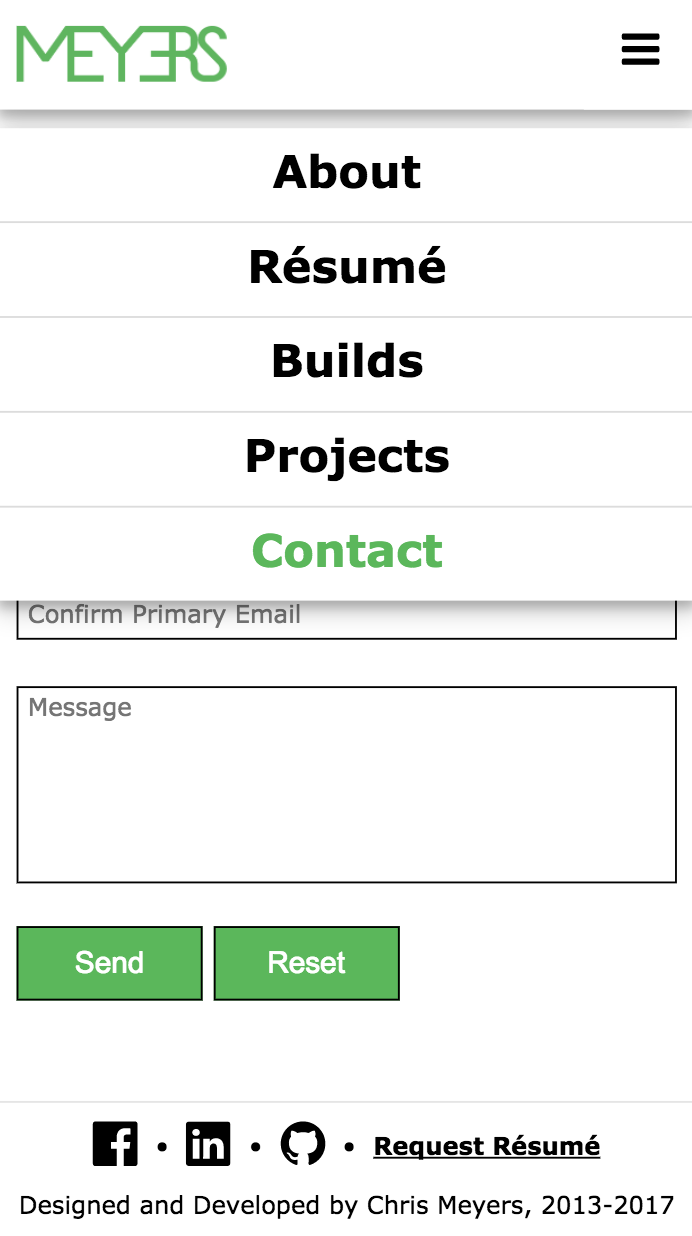 MEYERS
About
Résumé
Builds
Projects
Contact
Confirm Primary Email
Message
Send Reset
f • in • • Request Résumé
Designed and Developed by Chris Meyers, 2013-2017